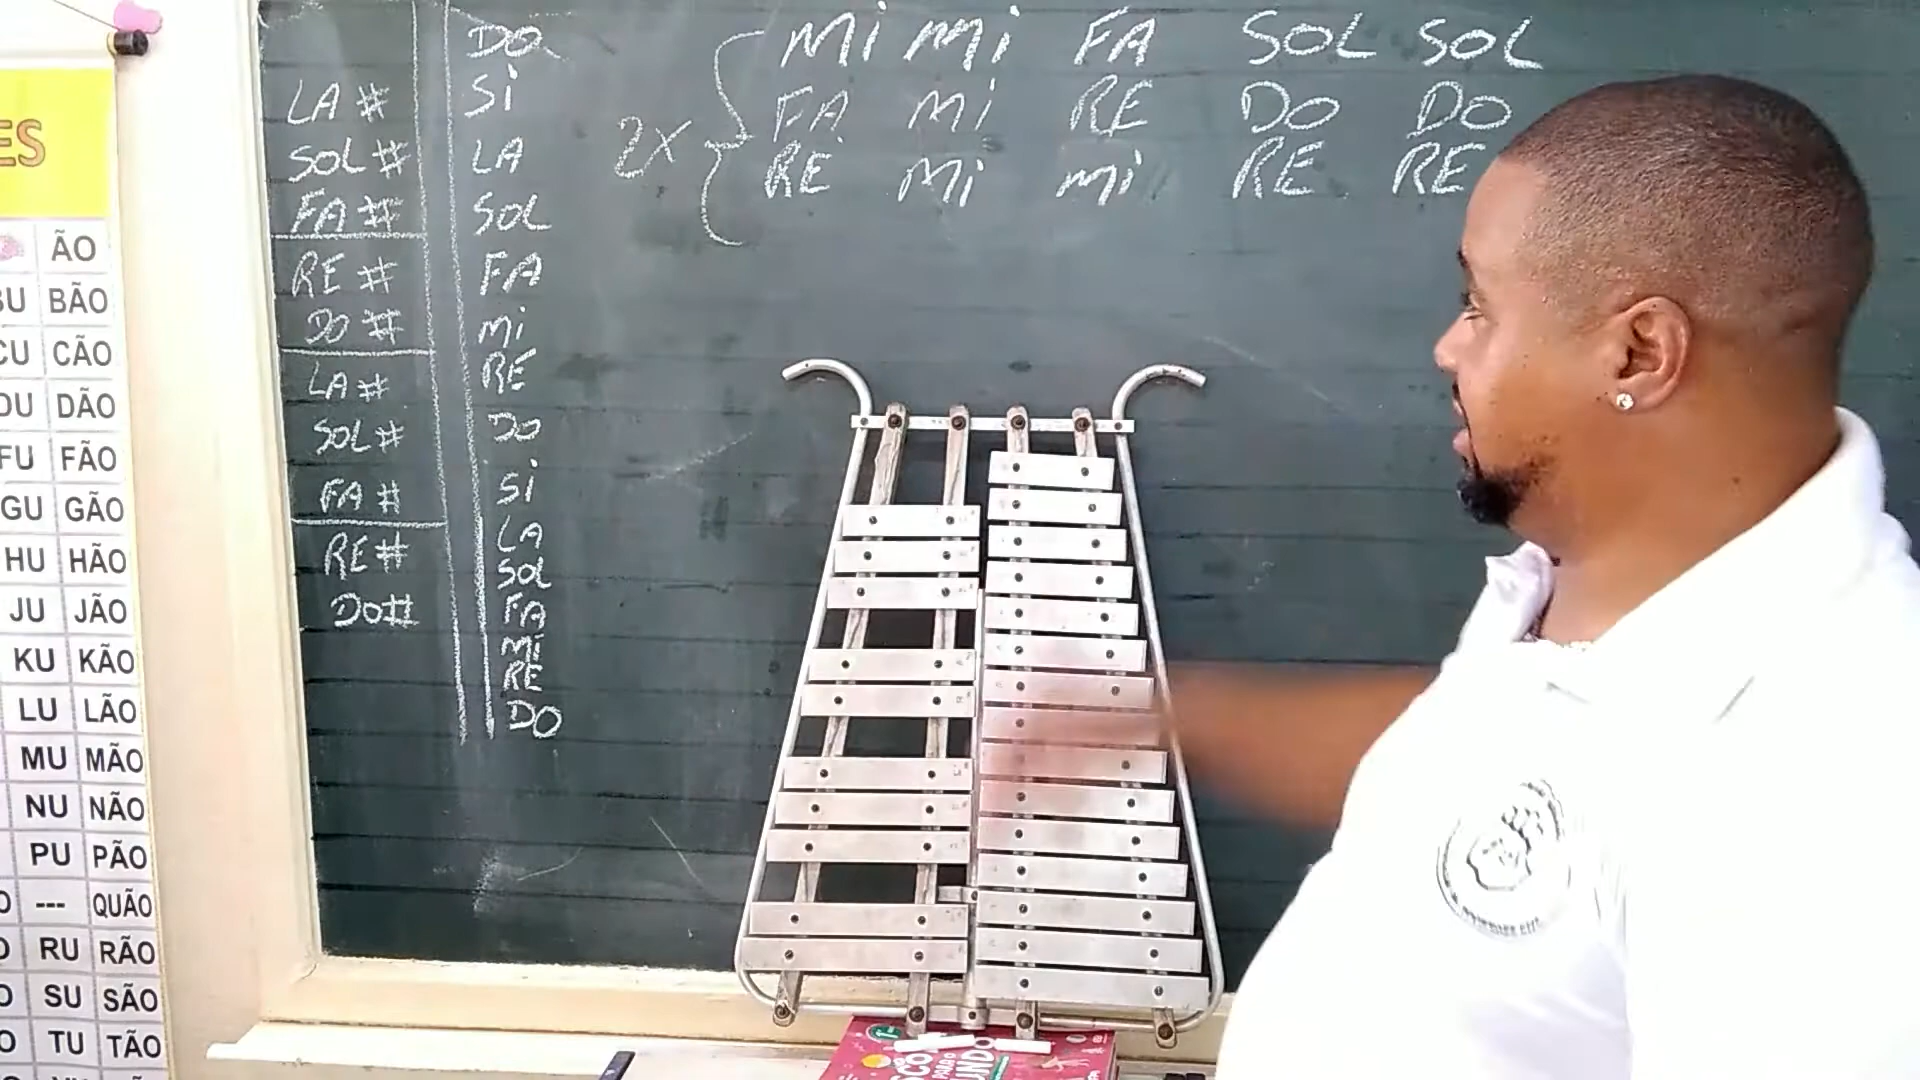 ES
ÃO
BU BÃO
CU CÃO
DU DÃO
FU FÃO
GU GÃO
HU HÃO
JU JÃO
KU KÃO
LU LÃO
MU MÃO
NU NÃO
PU PÃO
--- QUÃO
RU RÃO
SU SÃO
TU TÃO
LA #
SOL #
FA #
RE #
DO #
LA #
SOL #
FA #
RE #
DO #
DO
SI
LA
SOL
FA
MI
RE
DO
SI
LA
SOL
FA
MI
RE
DO
2X
MI MI FA SOL SOL
FA MI RE DO DO
RE MI MI RE RE
PARA O